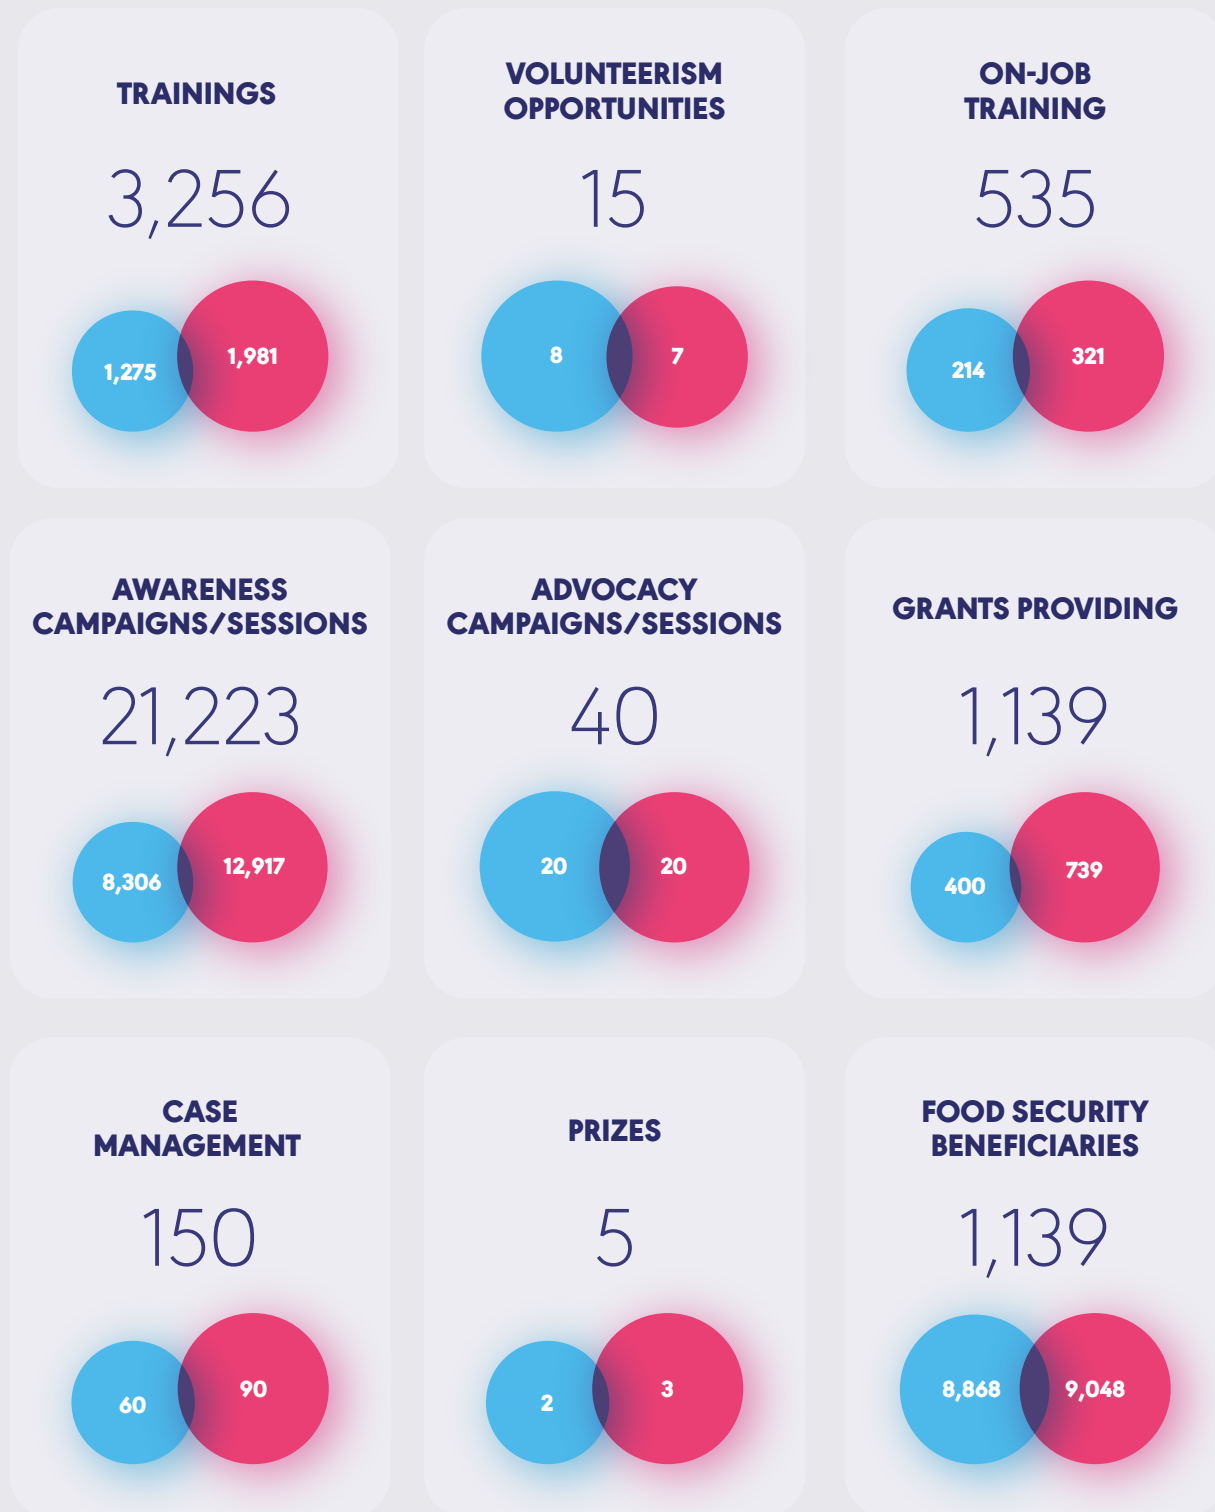 TRAININGS
3,256
1,275
1,981
VOLUNTEERISM
OPPORTUNITIES
15
8
7
ON-JOB
TRAINING
535
214
321
AWARENESS
CAMPAIGNS/SESSIONS
21,223
8,306
12,917
ADVOCACY
CAMPAIGNS/SESSIONS
40
20
20
GRANTS PROVIDING
1,139
400
739
CASE
MANAGEMENT
150
60
90
PRIZES
5
2
3
FOOD SECURITY
BENEFICIARIES
1,139
8,868
9,048